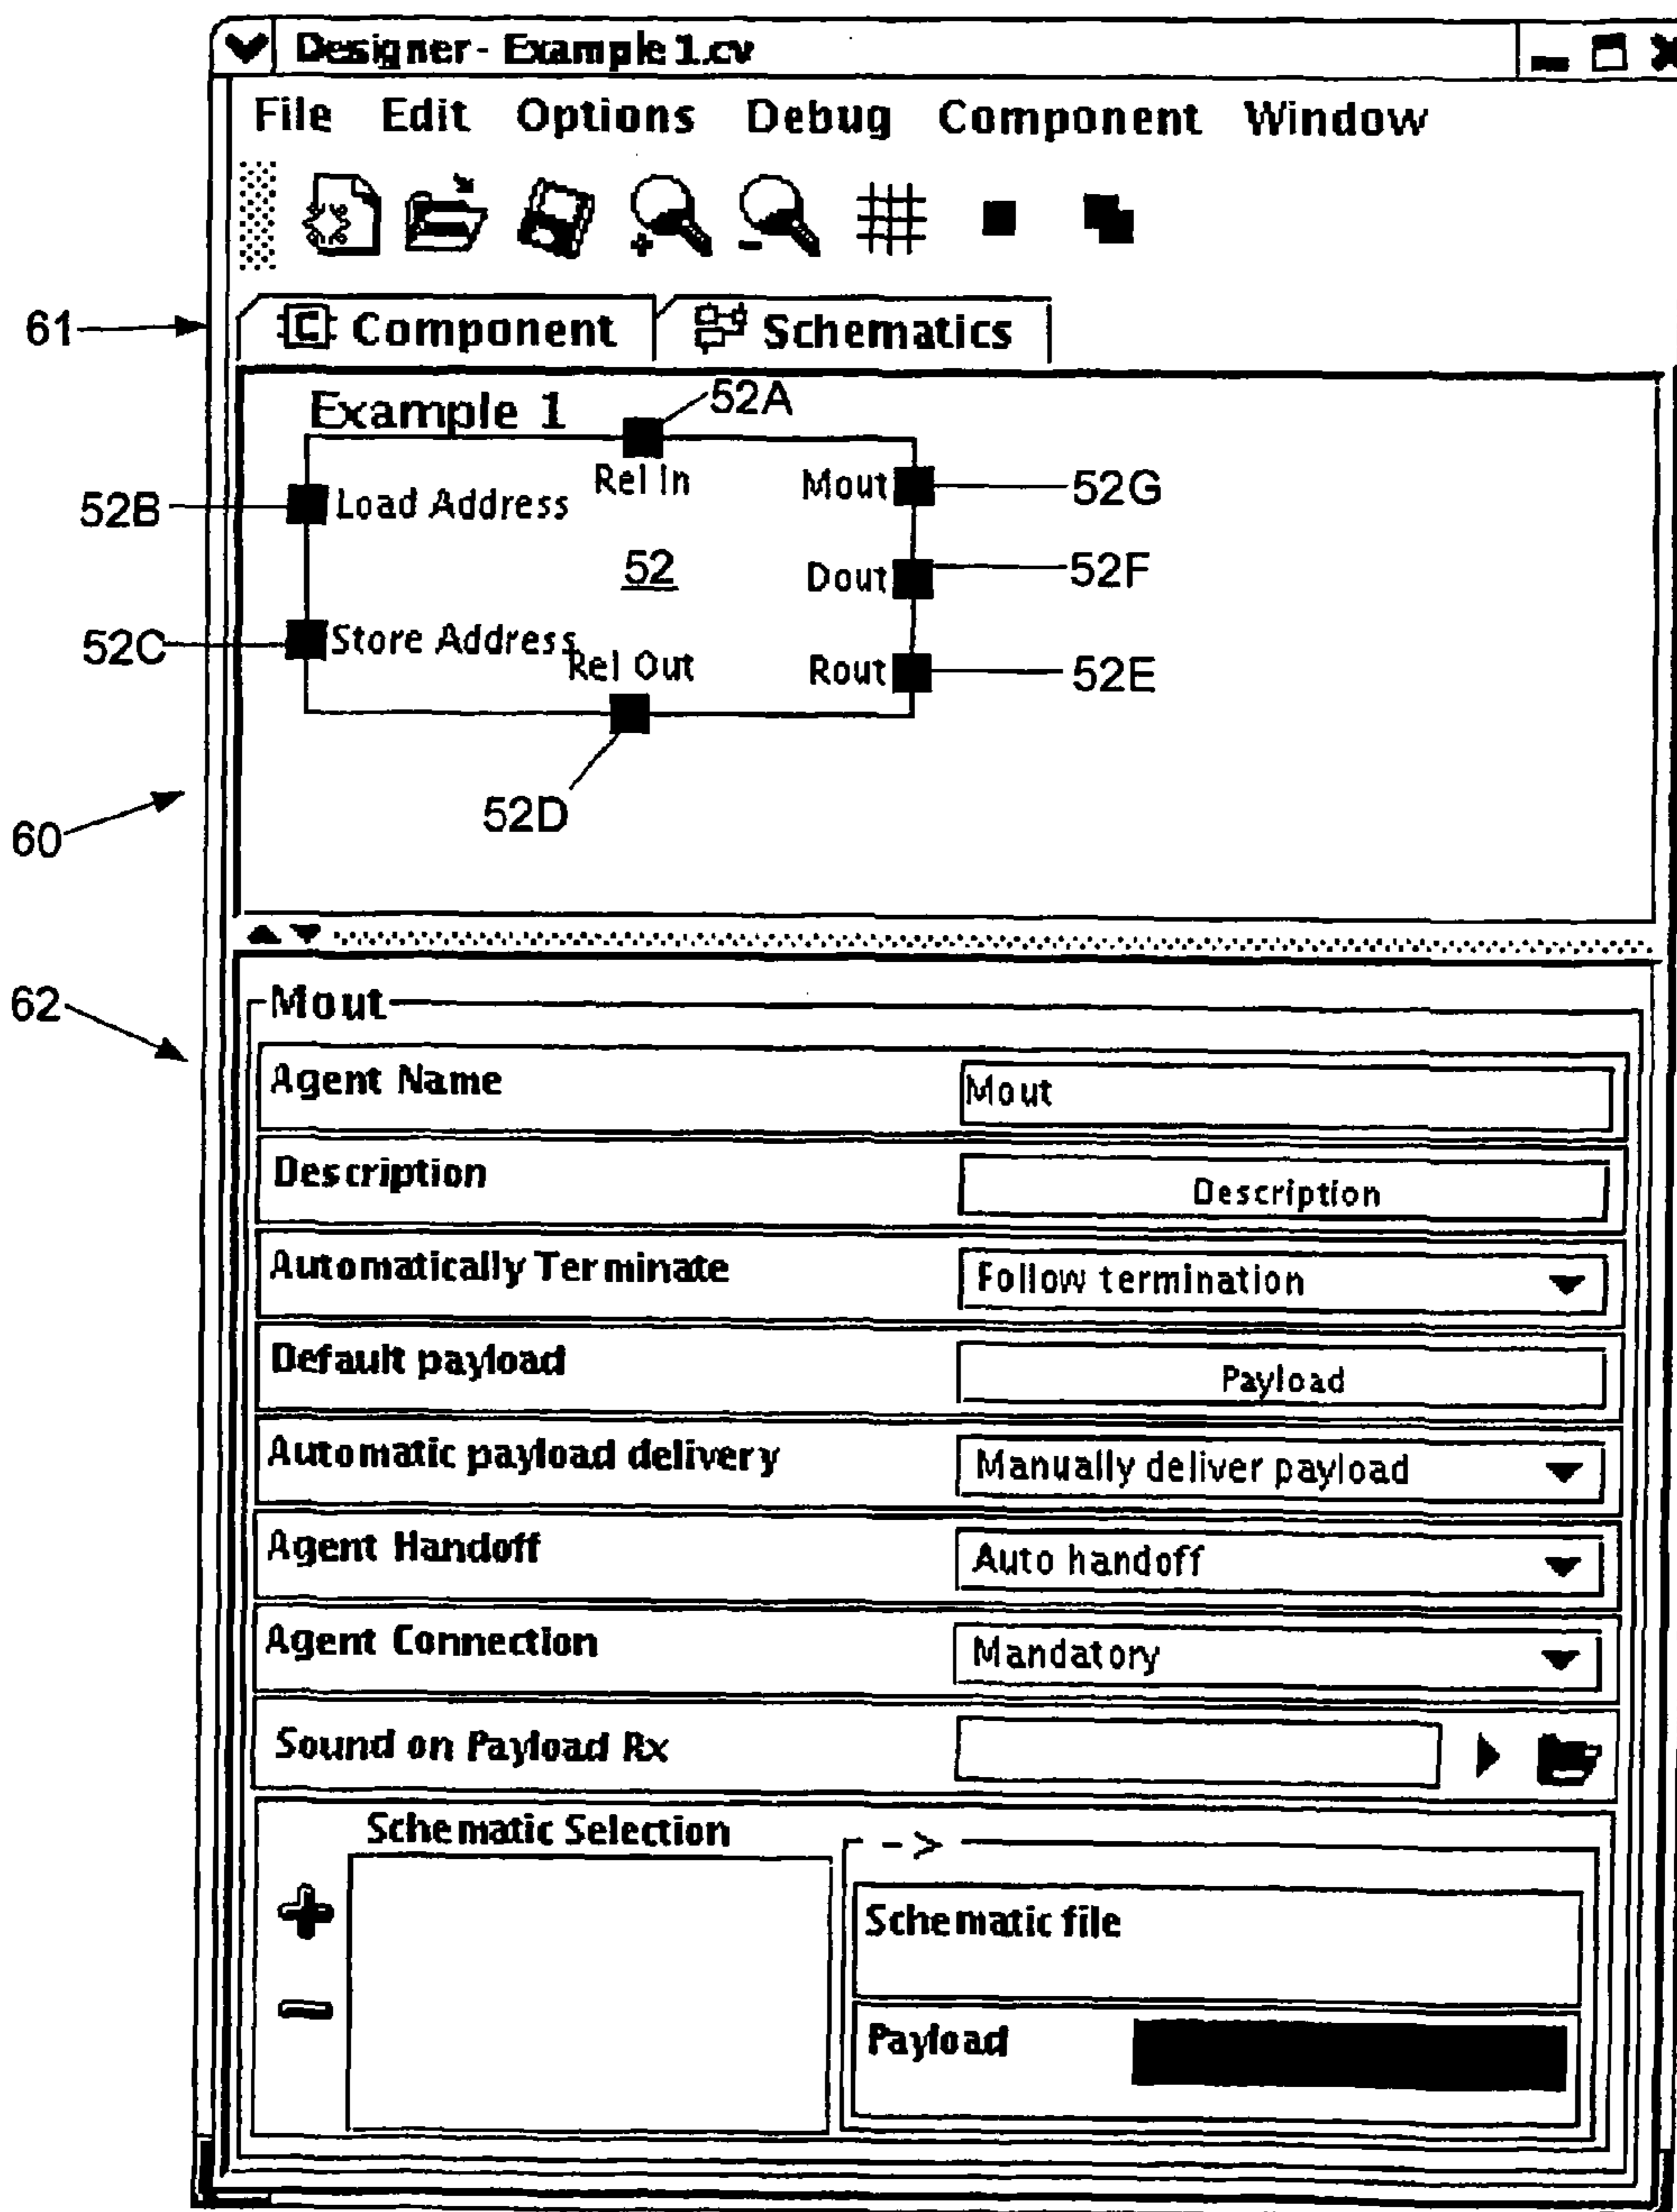 Designer - Example 1.cv
File Edit Options Debug Component Window
61
C Component Schematics
Example 1
52A
Rel In
Mout
52G
52B
Load Address
52
Dout
52F
52C
Store Address
Rel Out
Rout
52E
52D
60
62
Mout
Agent Name Mout
Description Description
Automatically Terminate Follow termination
Default payload Payload
Automatic payload delivery Manually deliver payload
Agent Handoff Auto handoff
Agent Connection Mandatory
Sound on Payload Rx
Schematic Selection
->
Schematic file
Payload